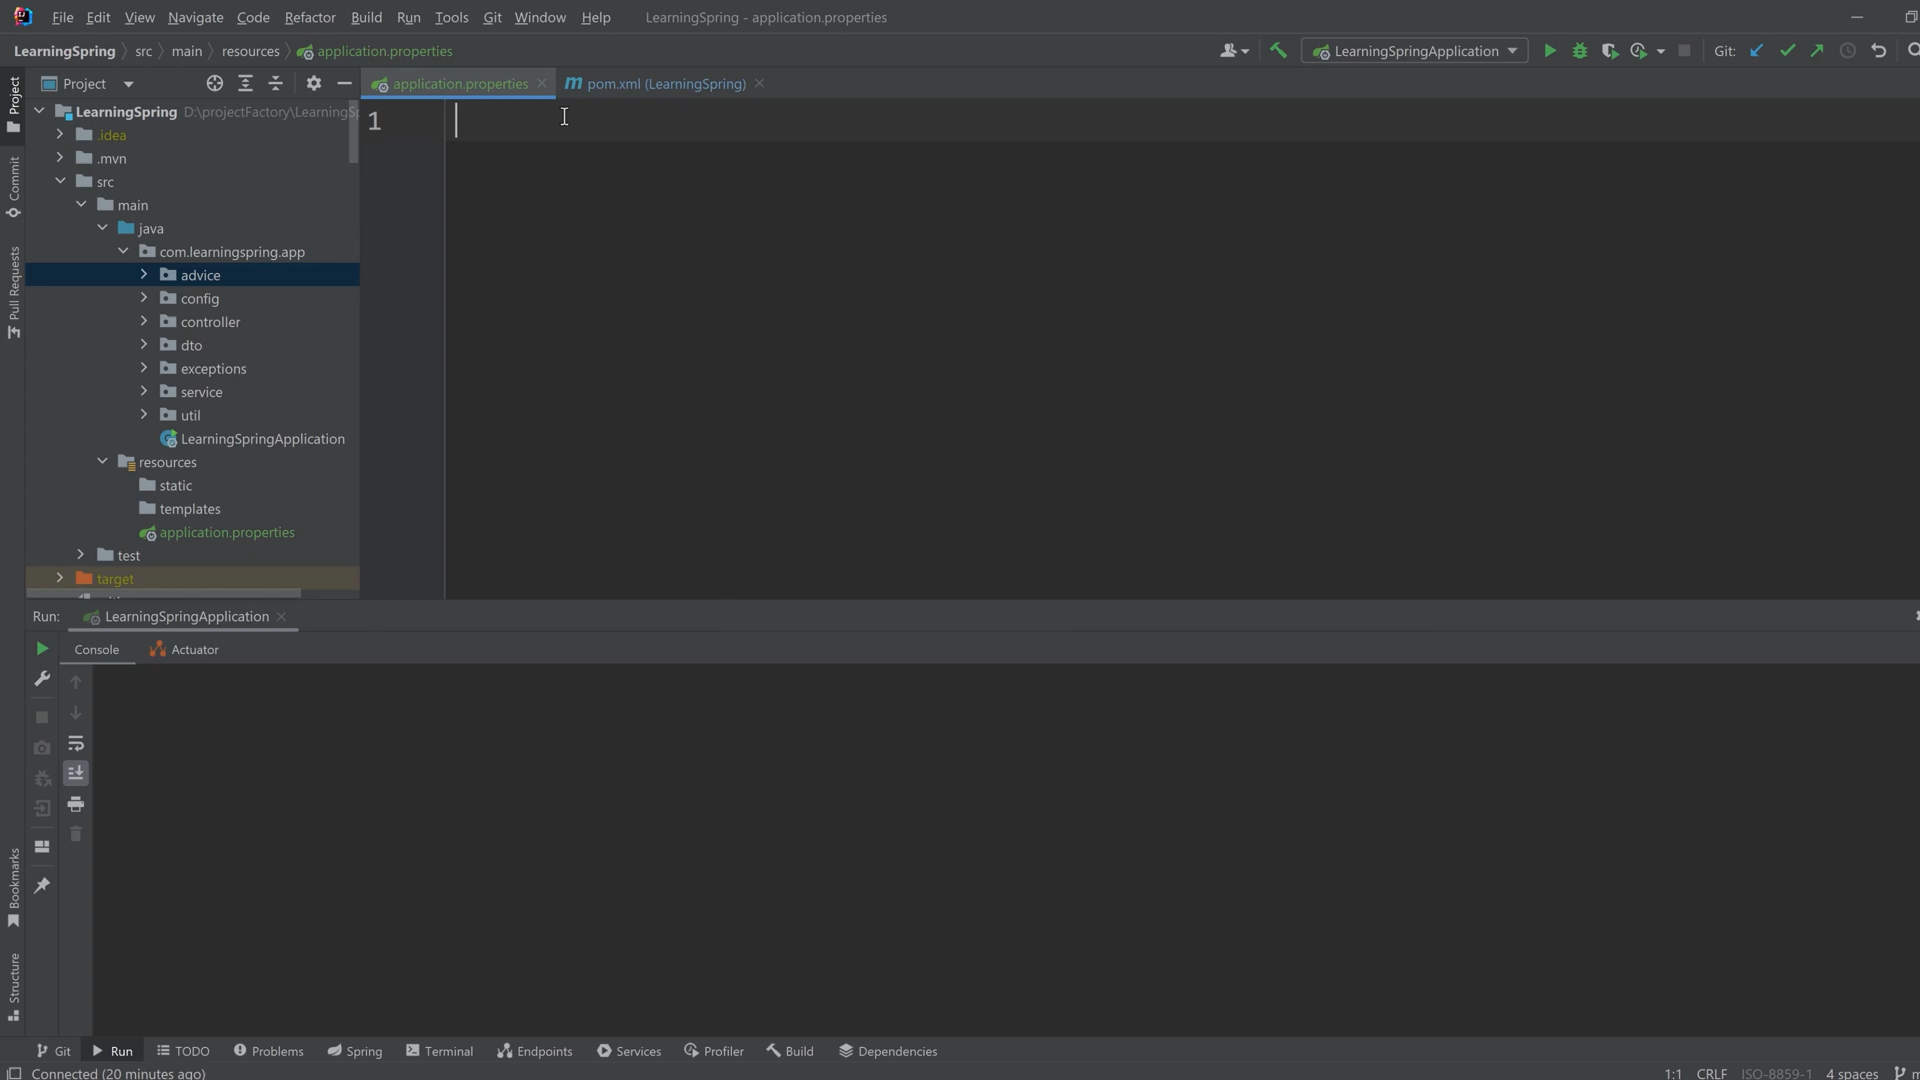 File Edit View Navigate Code Refactor Build Run Tools Git Window Help LearningSpring - application.properties
LearningSpring src main resources application.properties LearningSpringApplication Git:
Project application.properties pom.xml (LearningSpring)
Project
Commit
Pull Requests
LearningSpring D:\projectFactory\LearningSp
.idea
.mvn
src
main
java
com.learningspring.app
advice
config
controller
dto
exceptions
service
util
LearningSpringApplication
resources
static
templates
application.properties
test
target
1
Run: LearningSpringApplication
Console Actuator
Bookmarks
Structure
Git Run TODO Problems Spring Terminal Endpoints Services Profiler Build Dependencies
Connected (20 minutes ago) 1:1 CRLF ISO-8859-1 4 spaces